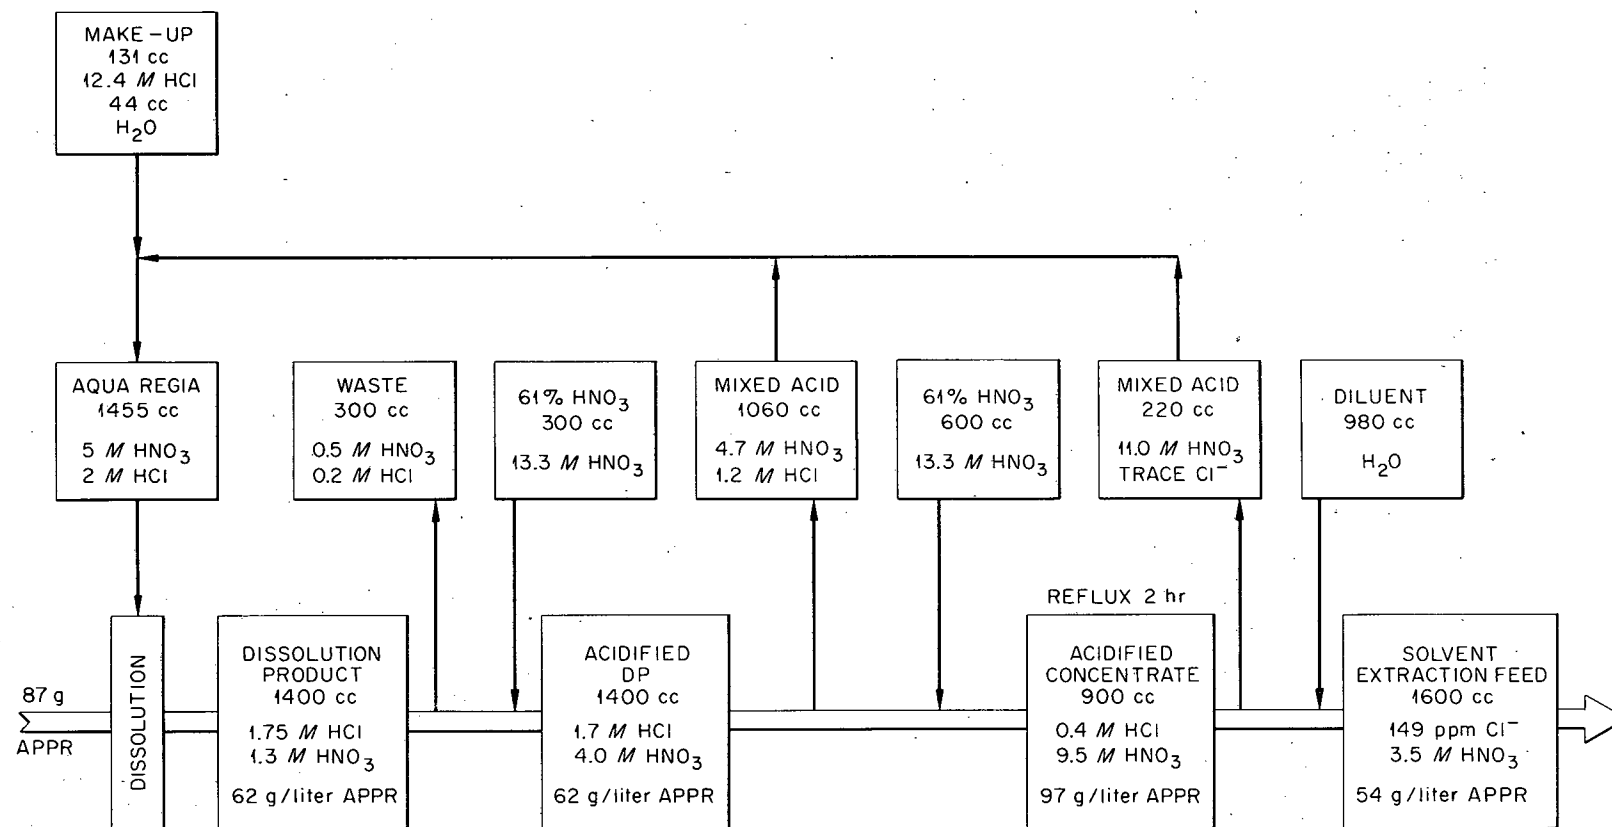 MAKE-UP
131 cc
12.4 M HCl
44 cc
H2O
AQUA REGIA
1455 cc
5 M HNO3
2 M HCl
WASTE
300 cc
0.5 M HNO3
0.2 M HCl
61% HNO3
300 cc
13.3 M HNO3
MIXED ACID
1060 cc
4.7 M HNO3
1.2 M HCl
61% HNO3
600 cc
13.3 M HNO3
MIXED ACID
220 cc
11.0 M HNO3
TRACE Cl−
DILUENT
980 cc
H2O
REFLUX 2 hr
87 g
APPR
DISSOLUTION
DISSOLUTION
PRODUCT
1400 cc
1.75 M HCl
1.3 M HNO3
62 g/liter APPR
ACIDIFIED
DP
1400 cc
1.7 M HCl
4.0 M HNO3
62 g/liter APPR
ACIDIFIED
CONCENTRATE
900 cc
0.4 M HCl
9.5 M HNO3
97 g/liter APPR
SOLVENT
EXTRACTION FEED
1600 cc
149 ppm Cl−
3.5 M HNO3
54 g/liter APPR